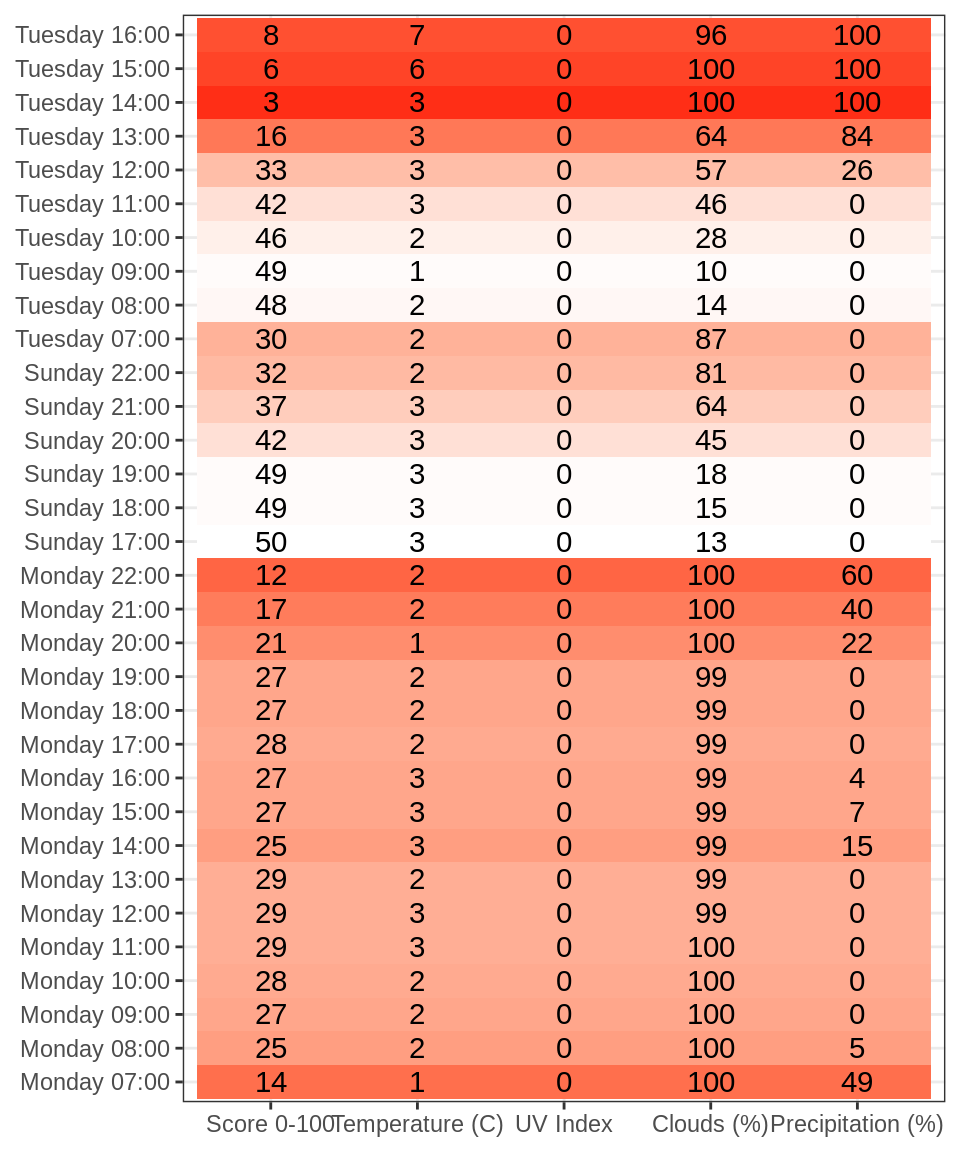 Tuesday 16:00 8 7 0 96 100
Tuesday 15:00 6 6 0 100 100
Tuesday 14:00 3 3 0 100 100
Tuesday 13:00 16 3 0 64 84
Tuesday 12:00 33 3 0 57 26
Tuesday 11:00 42 3 0 46 0
Tuesday 10:00 46 2 0 28 0
Tuesday 09:00 49 1 0 10 0
Tuesday 08:00 48 2 0 14 0
Tuesday 07:00 30 2 0 87 0
Sunday 22:00 32 2 0 81 0
Sunday 21:00 37 3 0 64 0
Sunday 20:00 42 3 0 45 0
Sunday 19:00 49 3 0 18 0
Sunday 18:00 49 3 0 15 0
Sunday 17:00 50 3 0 13 0
Monday 22:00 12 2 0 100 60
Monday 21:00 17 2 0 100 40
Monday 20:00 21 1 0 100 22
Monday 19:00 27 2 0 99 0
Monday 18:00 27 2 0 99 0
Monday 17:00 28 2 0 99 0
Monday 16:00 27 3 0 99 4
Monday 15:00 27 3 0 99 7
Monday 14:00 25 3 0 99 15
Monday 13:00 29 2 0 99 0
Monday 12:00 29 3 0 99 0
Monday 11:00 29 3 0 100 0
Monday 10:00 28 2 0 100 0
Monday 09:00 27 2 0 100 0
Monday 08:00 25 2 0 100 5
Monday 07:00 14 1 0 100 49
Score 0-100 Temperature (C) UV Index Clouds (%) Precipitation (%)